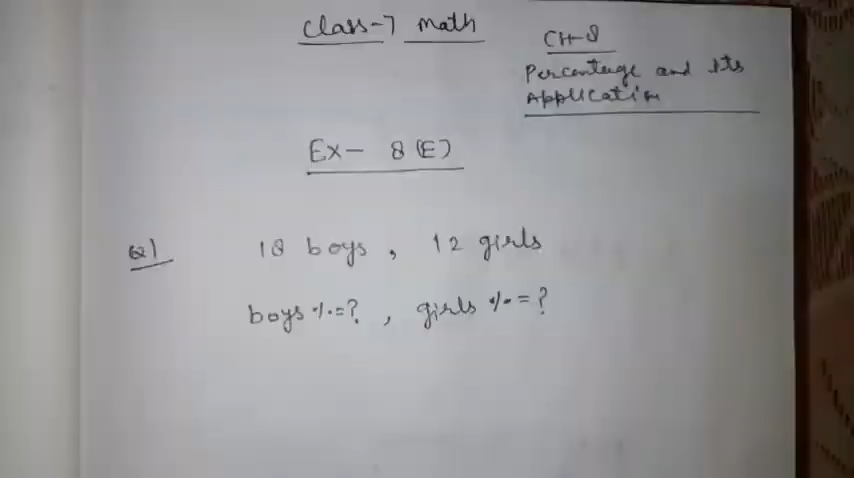 Class-7 Math
CH-8
Percentage and Its
Application
Ex- 8(E)
Q1 18 boys, 12 girls
boys %=?, girls %=?